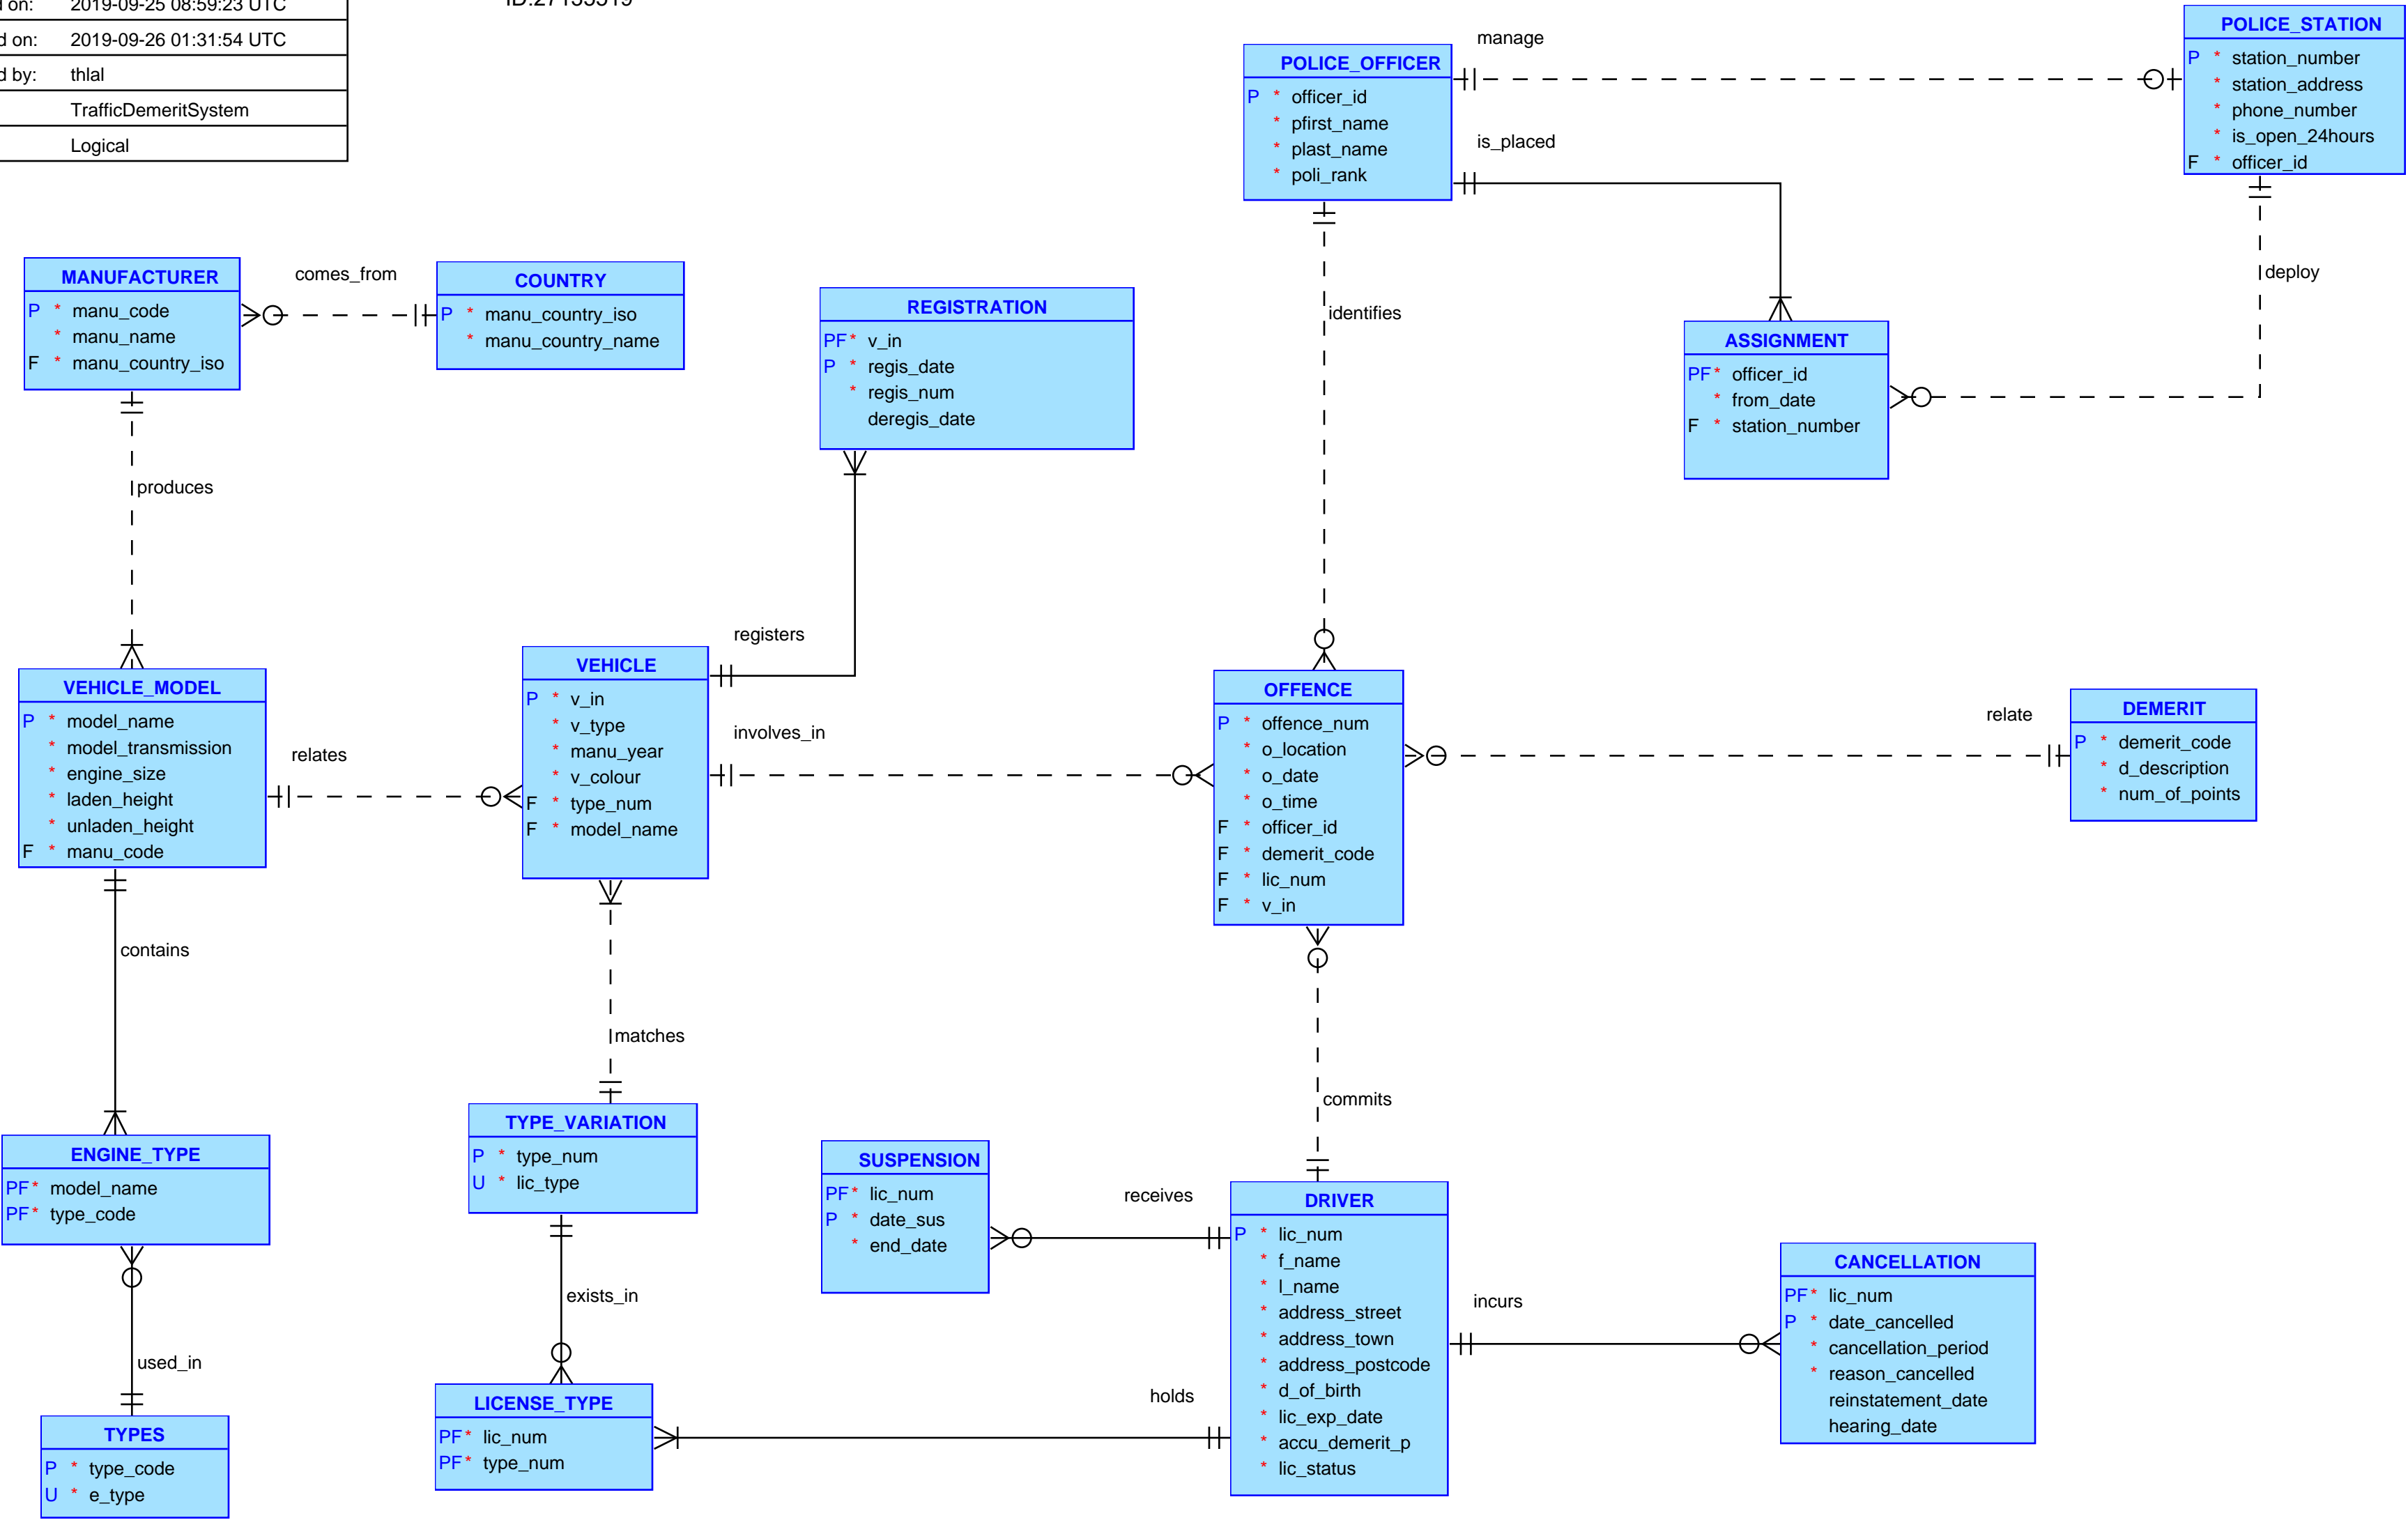 2019-09-25 08:59:23 UTC
d on: 2019-09-26 01:31:54 UTC
d by: thlal
TrafficDemeritSystem
Logical
manage
POLICE_OFFICER
P * officer_id
* pfirst_name
* plast_name
* poli_rank
is_placed
POLICE_STATION
P * station_number
* station_address
* phone_number
* is_open_24hours
F * officer_id
deploy
identifies
MANUFACTURER
P * manu_code
* manu_name
F * manu_country_iso
comes_from
COUNTRY
P * manu_country_iso
* manu_country_name
REGISTRATION
PF * v_in
P * regis_date
* regis_num
deregis_date
ASSIGNMENT
PF * officer_id
* from_date
F * station_number
produces
registers
VEHICLE_MODEL
P * model_name
* model_transmission
* engine_size
* laden_height
* unladen_height
F * manu_code
relates
VEHICLE
P * v_in
* v_type
* manu_year
* v_colour
F * type_num
F * model_name
involves_in
OFFENCE
P * offence_num
* o_location
* o_date
* o_time
F * officer_id
F * demerit_code
F * lic_num
F * v_in
relate
DEMERIT
P * demerit_code
* d_description
* num_of_points
contains
matches
commits
ENGINE_TYPE
PF * model_name
PF * type_code
TYPE_VARIATION
P * type_num
U * lic_type
SUSPENSION
PF * lic_num
P * date_sus
* end_date
receives
DRIVER
P * lic_num
* f_name
* l_name
* address_street
* address_town
* address_postcode
* d_of_birth
* lic_exp_date
* accu_demerit_p
* lic_status
incurs
CANCELLATION
PF * lic_num
P * date_cancelled
* cancellation_period
* reason_cancelled
reinstatement_date
hearing_date
exists_in
used_in
holds
LICENSE_TYPE
PF * lic_num
PF * type_num
TYPES
P * type_code
U * e_type